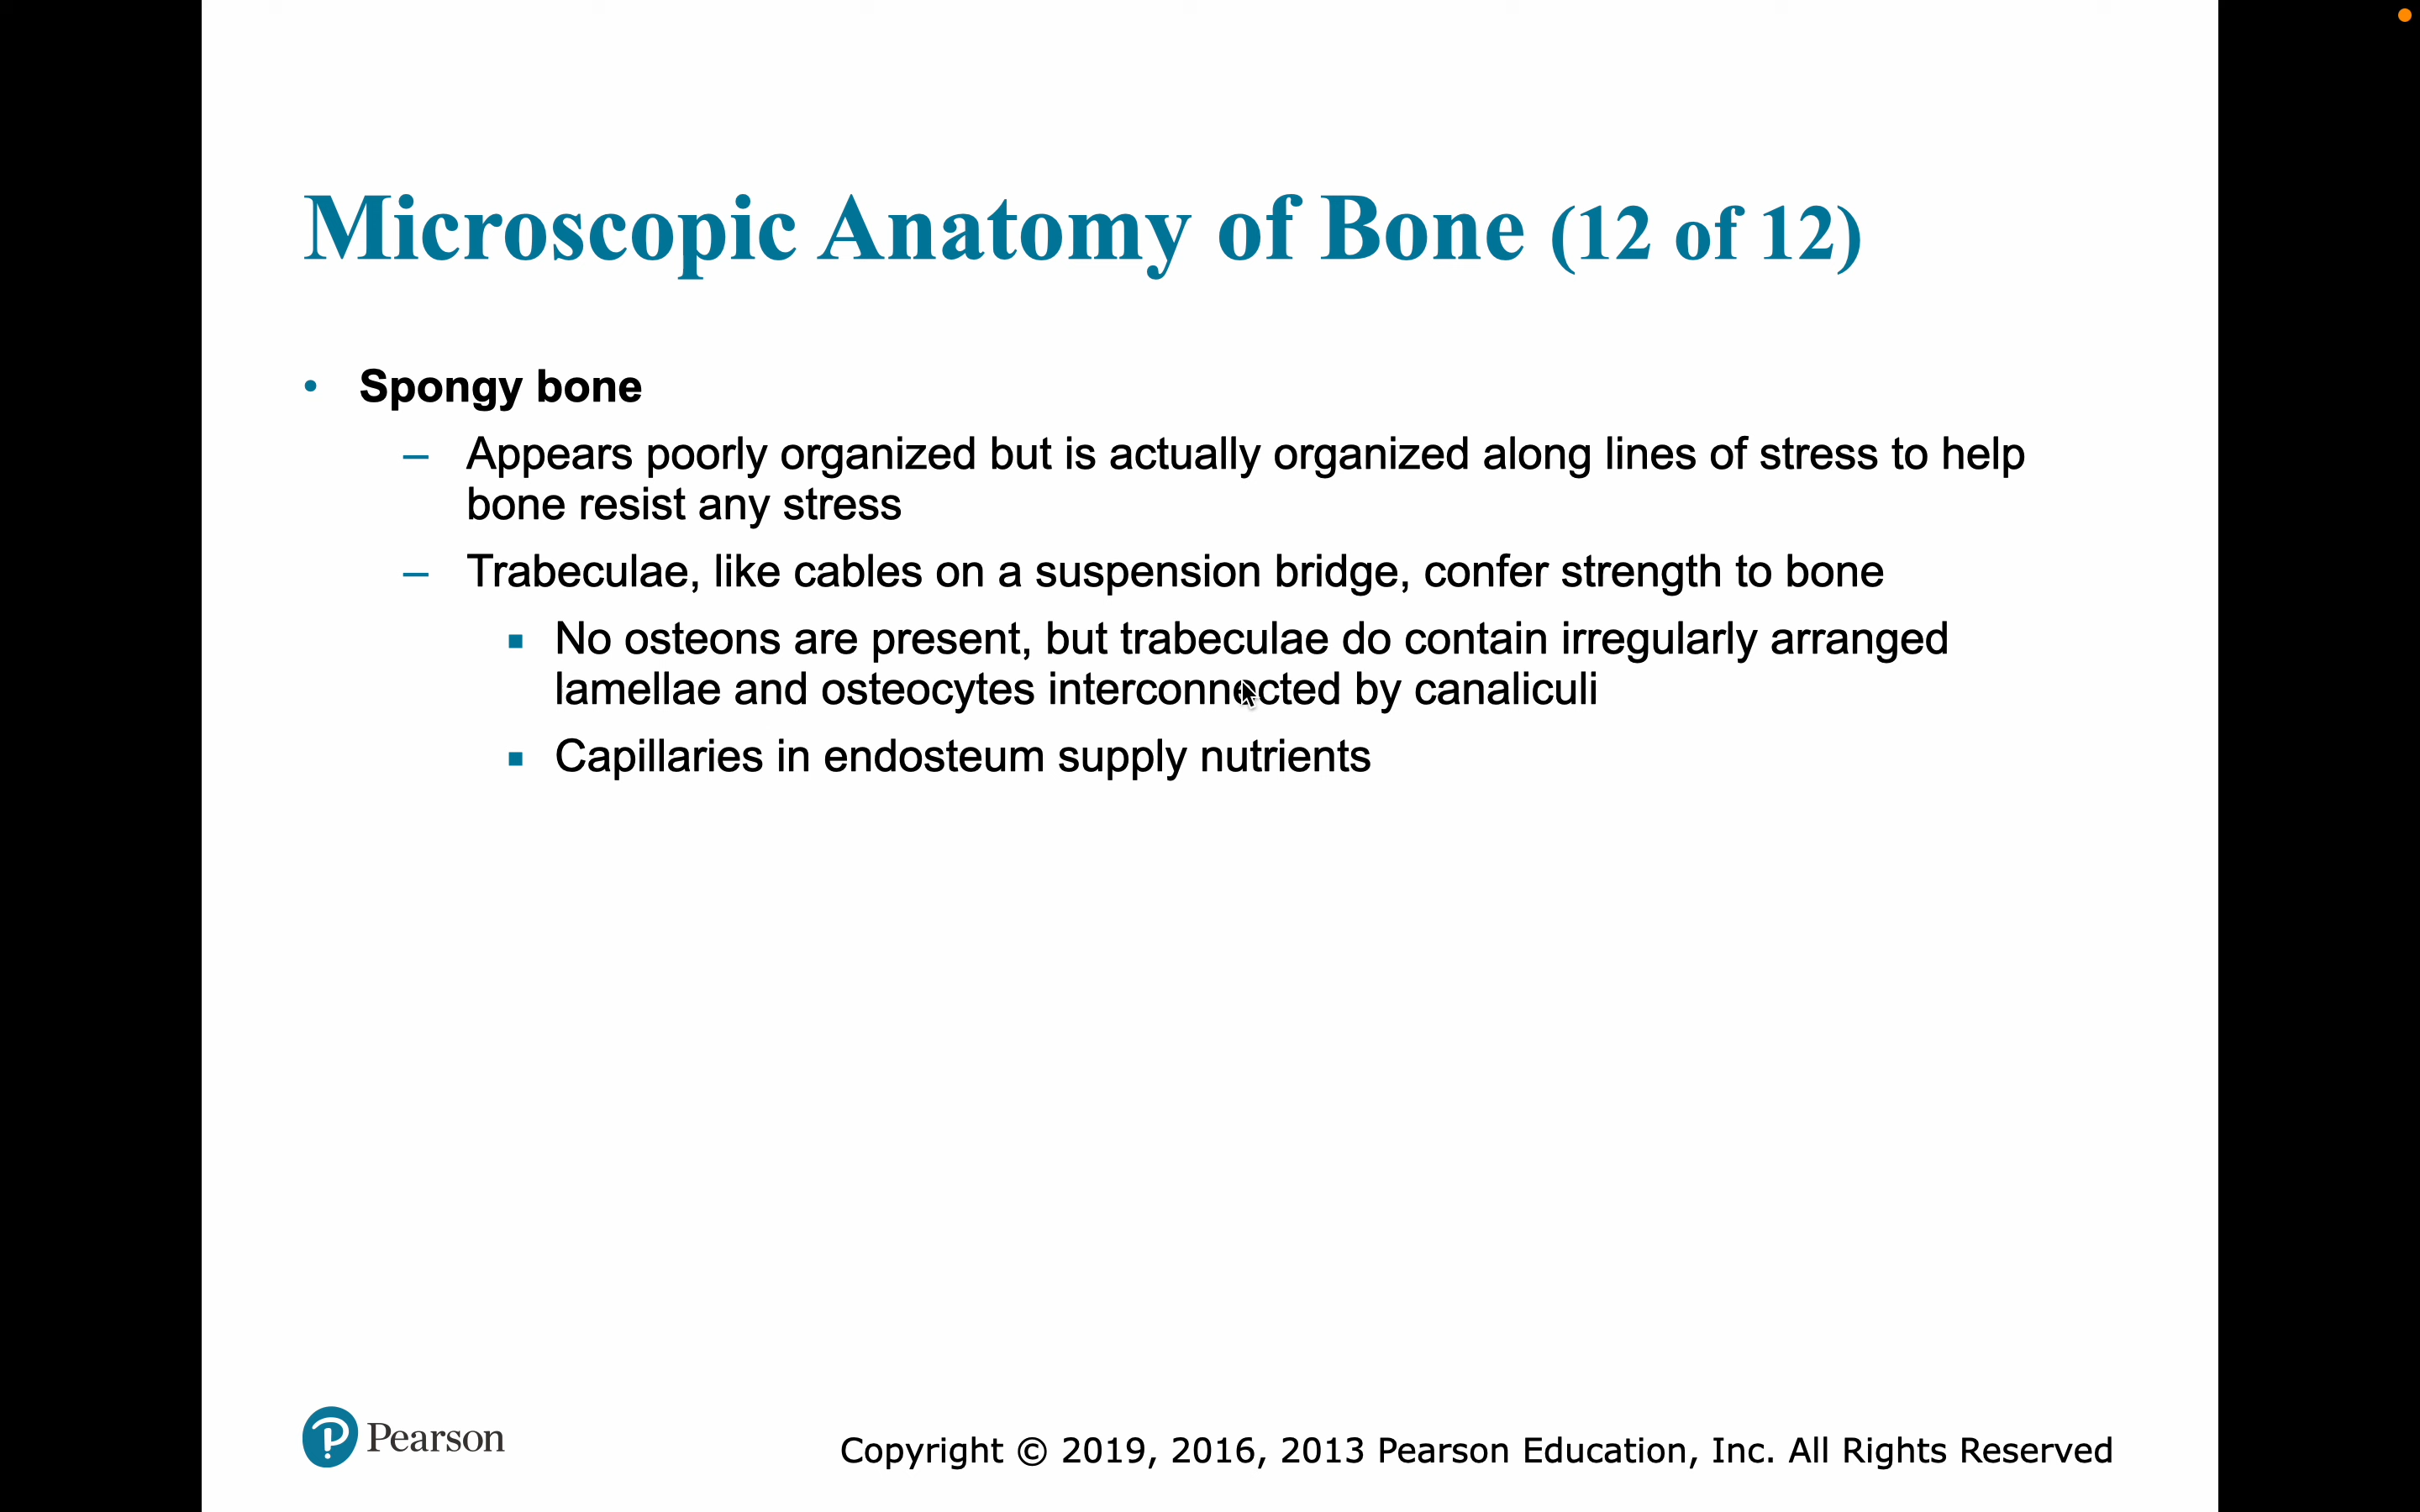 Microscopic Anatomy of Bone (12 of 12)
• Spongy bone
– Appears poorly organized but is actually organized along lines of stress to help
bone resist any stress
– Trabeculae, like cables on a suspension bridge, confer strength to bone
▪ No osteons are present, but trabeculae do contain irregularly arranged
lamellae and osteocytes interconnected by canaliculi
▪ Capillaries in endosteum supply nutrients
Pearson
Copyright © 2019, 2016, 2013 Pearson Education, Inc. All Rights Reserved